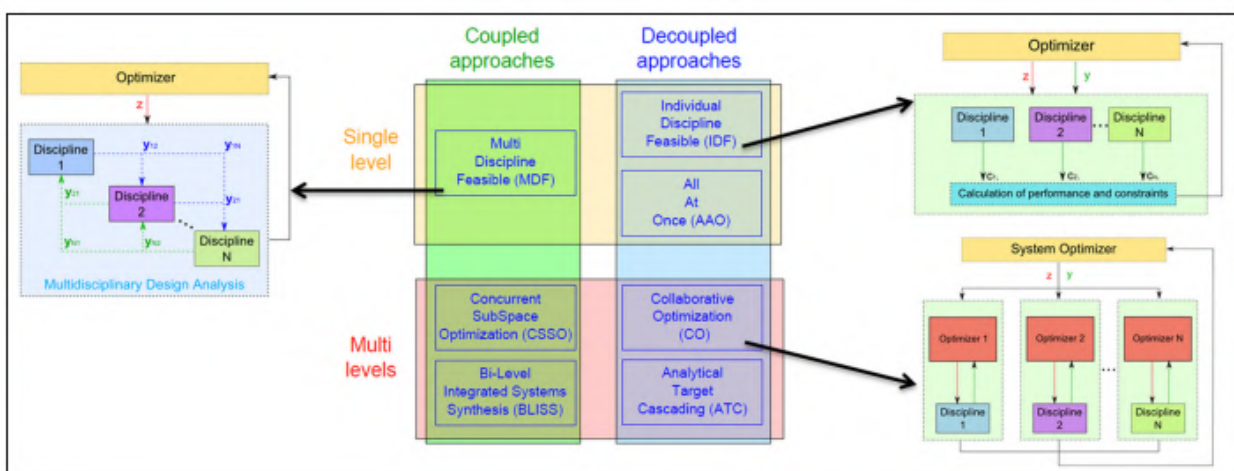 Coupled
approaches
Decoupled
approaches
Single
level
Multi
levels
Multi
Discipline
Feasible (MDF)
Individual
Discipline
Feasible (IDF)
All
At
Once (AAO)
Concurrent
SubSpace
Optimization (CSSO)
Bi-Level
Integrated Systems
Synthesis (BLISS)
Collaborative
Optimization
(CO)
Analytical
Target
Cascading (ATC)
Optimizer
z
Discipline
1
y12
y1N
y21
Discipline
2
y21
yN1
yN2
Discipline
N
Multidisciplinary Design Analysis
Optimizer
z y
Discipline
1
Discipline
2
...
Discipline
N
Calculation of performance and constraints
System Optimizer
z y
Optimizer 1
Optimizer 2
Optimizer N
...
Discipline
1
Discipline
2
Discipline
N